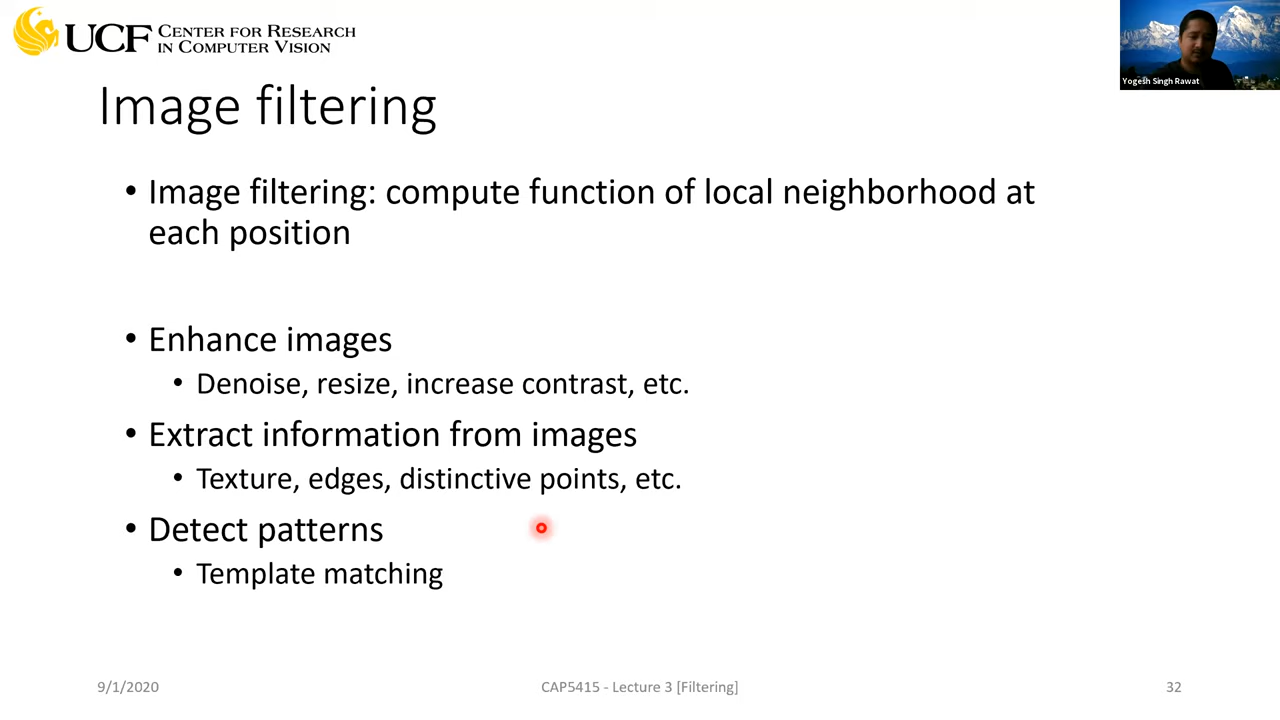 UCF CENTER FOR RESEARCH
IN COMPUTER VISION
Yogesh Singh Rawat
Image filtering
• Image filtering: compute function of local neighborhood at
each position
• Enhance images
• Denoise, resize, increase contrast, etc.
• Extract information from images
• Texture, edges, distinctive points, etc.
• Detect patterns
• Template matching
9/1/2020
CAP5415 - Lecture 3 [Filtering]
32